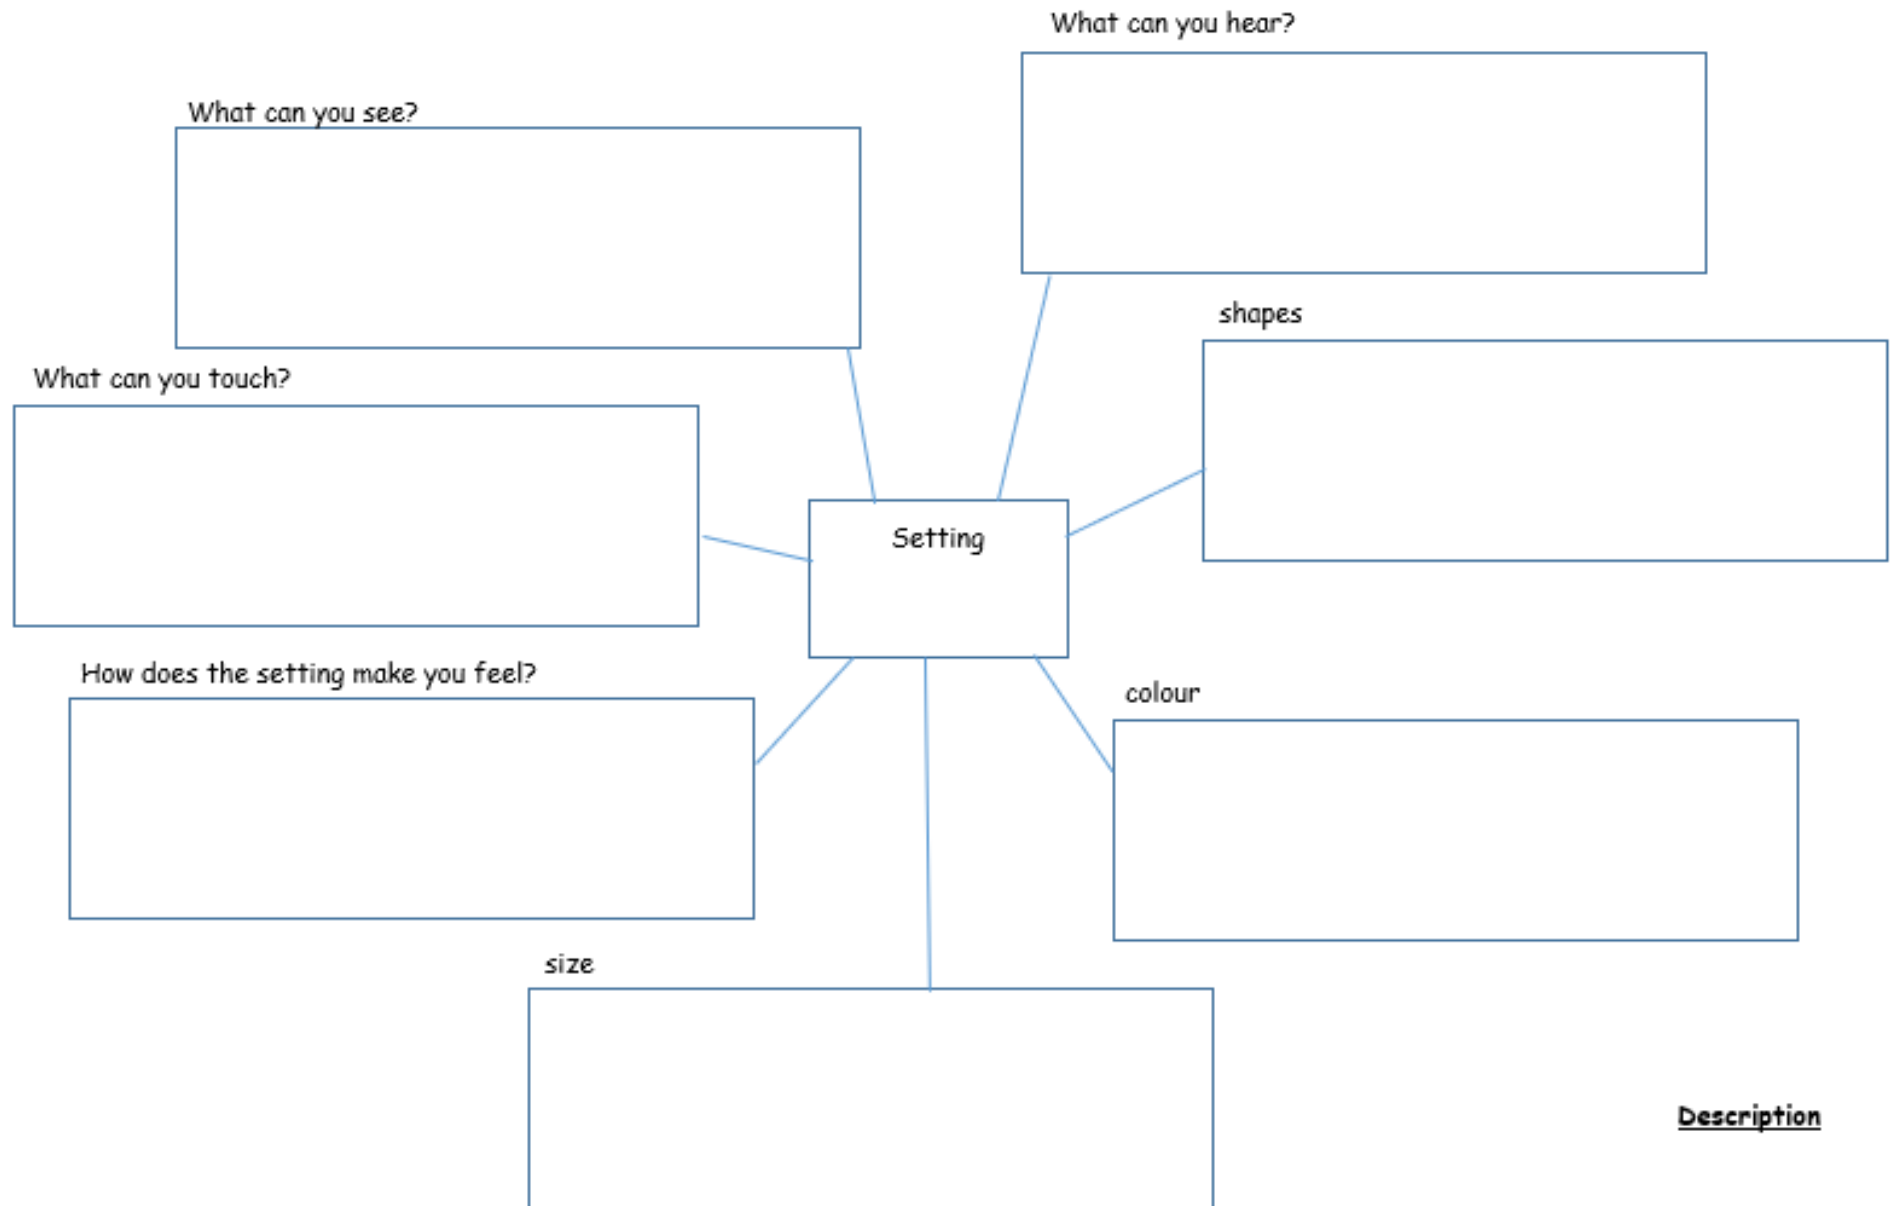 What can you hear?
What can you see?
shapes
What can you touch?
Setting
How does the setting make you feel?
colour
size
Description